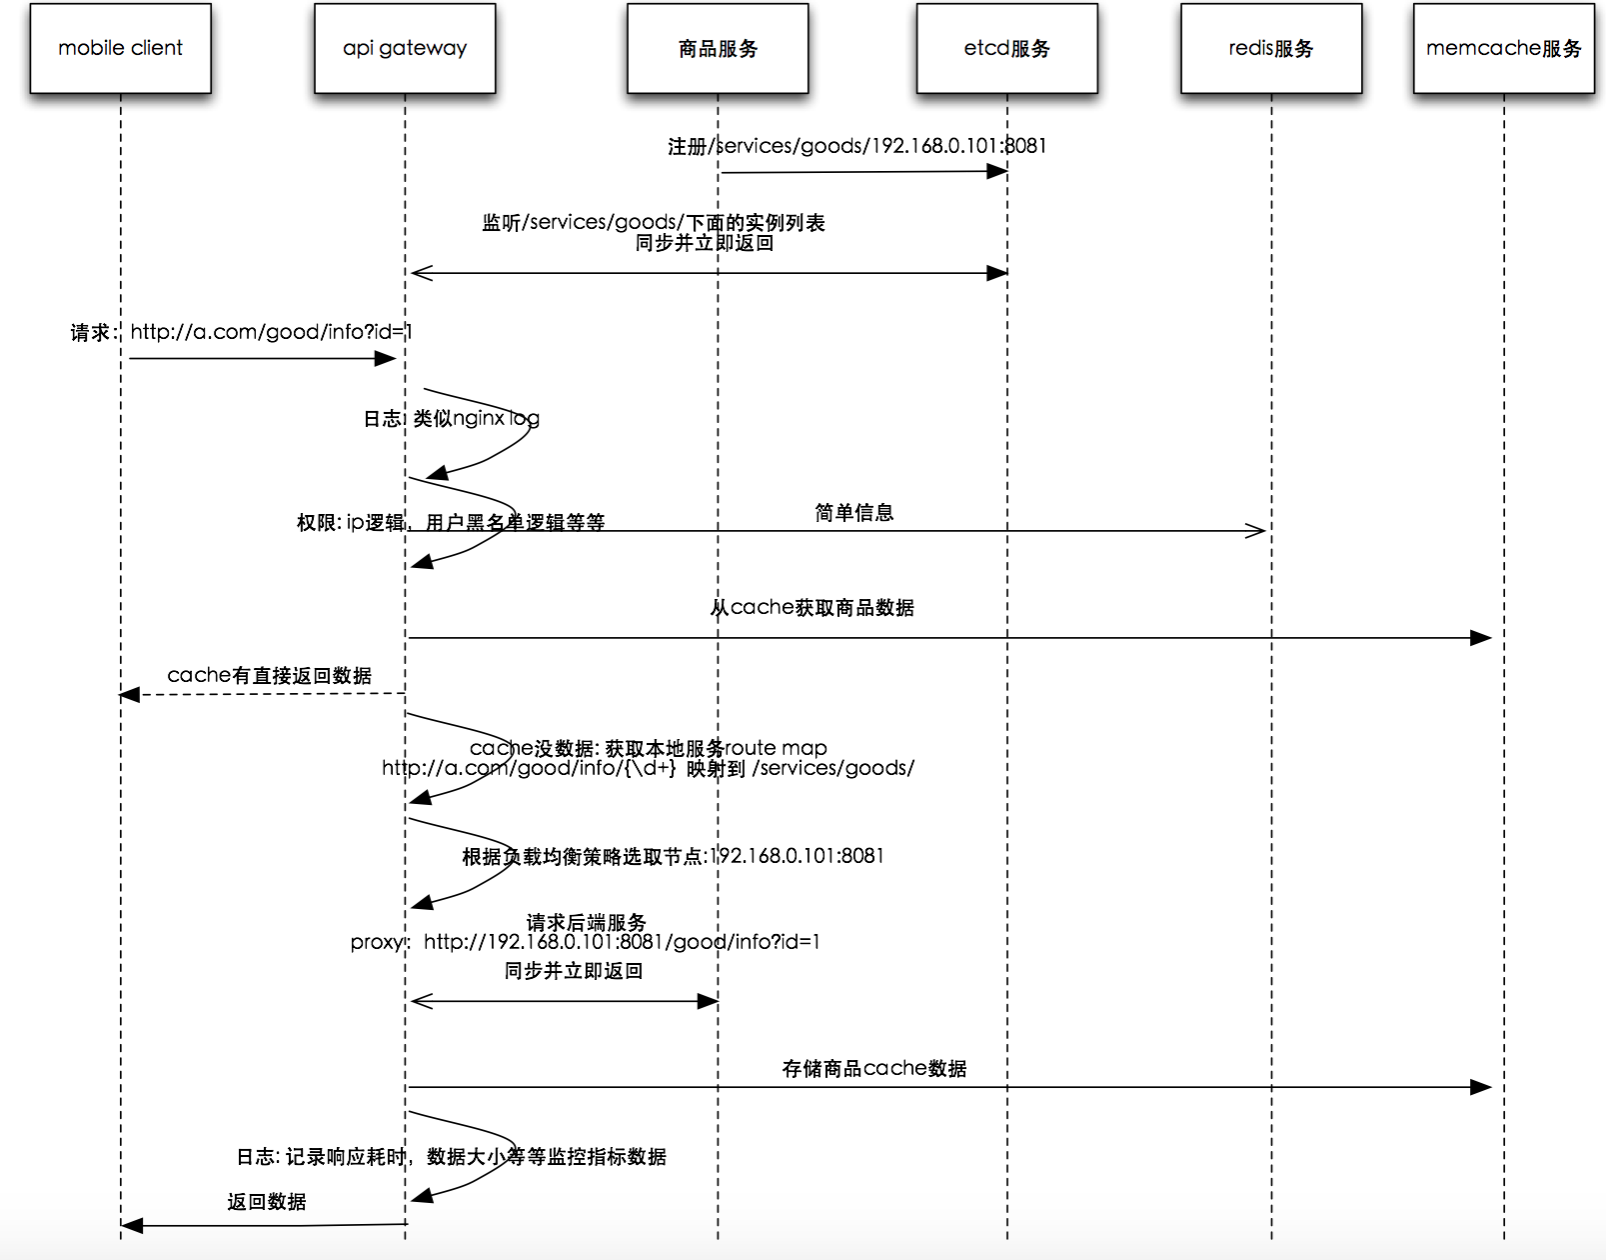 mobile client
api gateway
商品服务
etcd服务
redis服务
memcache服务
注册/services/goods/192.168.0.101:8081
监听/services/goods/下面的实例列表
同步并立即返回
请求：http://a.com/good/info?id=1
日志: 类似nginx log
权限: ip逻辑，用户黑名单逻辑等等
简单信息
从cache获取商品数据
cache有直接返回数据
cache没数据: 获取本地服务route map
http://a.com/good/info/{\d+} 映射到 /services/goods/
根据负载均衡策略选取节点:192.168.0.101:8081
请求后端服务
proxy：http://192.168.0.101:8081/good/info?id=1
同步并立即返回
存储商品cache数据
日志: 记录响应耗时，数据大小等等监控指标数据
返回数据